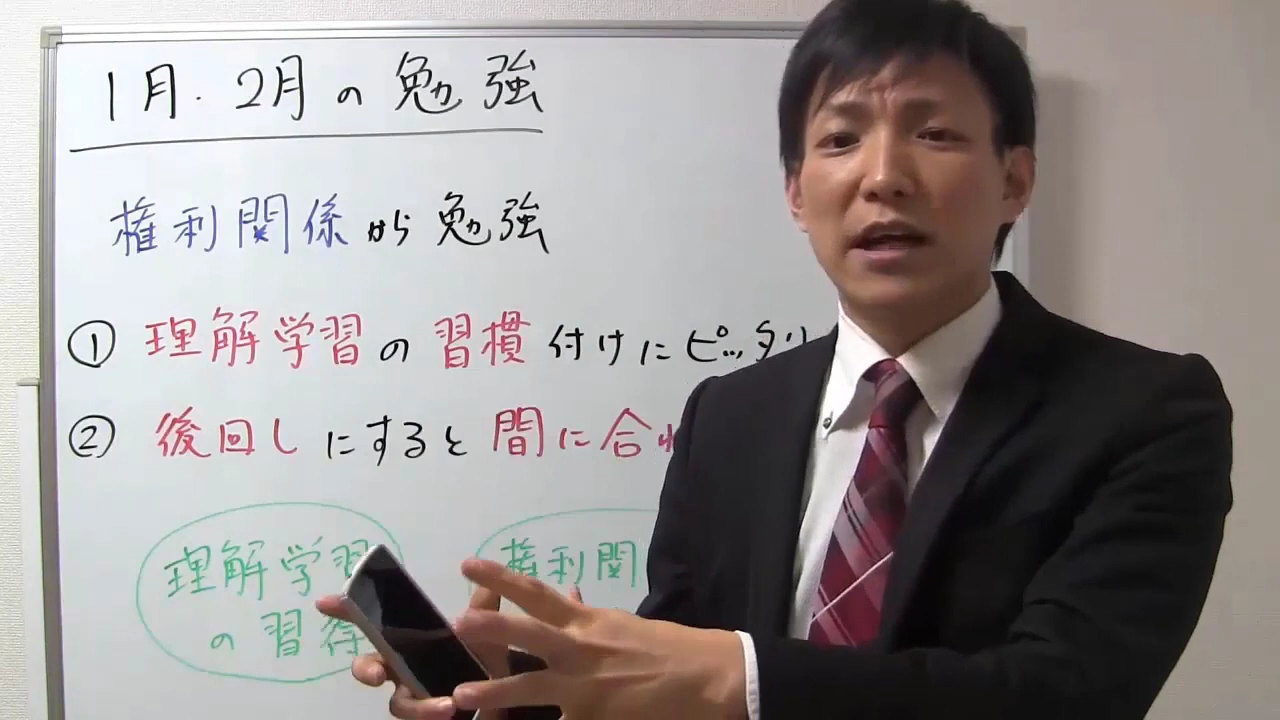 1月.2月の勉強
権利関係から勉強
① 理解学習の習慣付けにピッタリ
② 後回しにすると間に合わ
理解学習
の習得
権利関